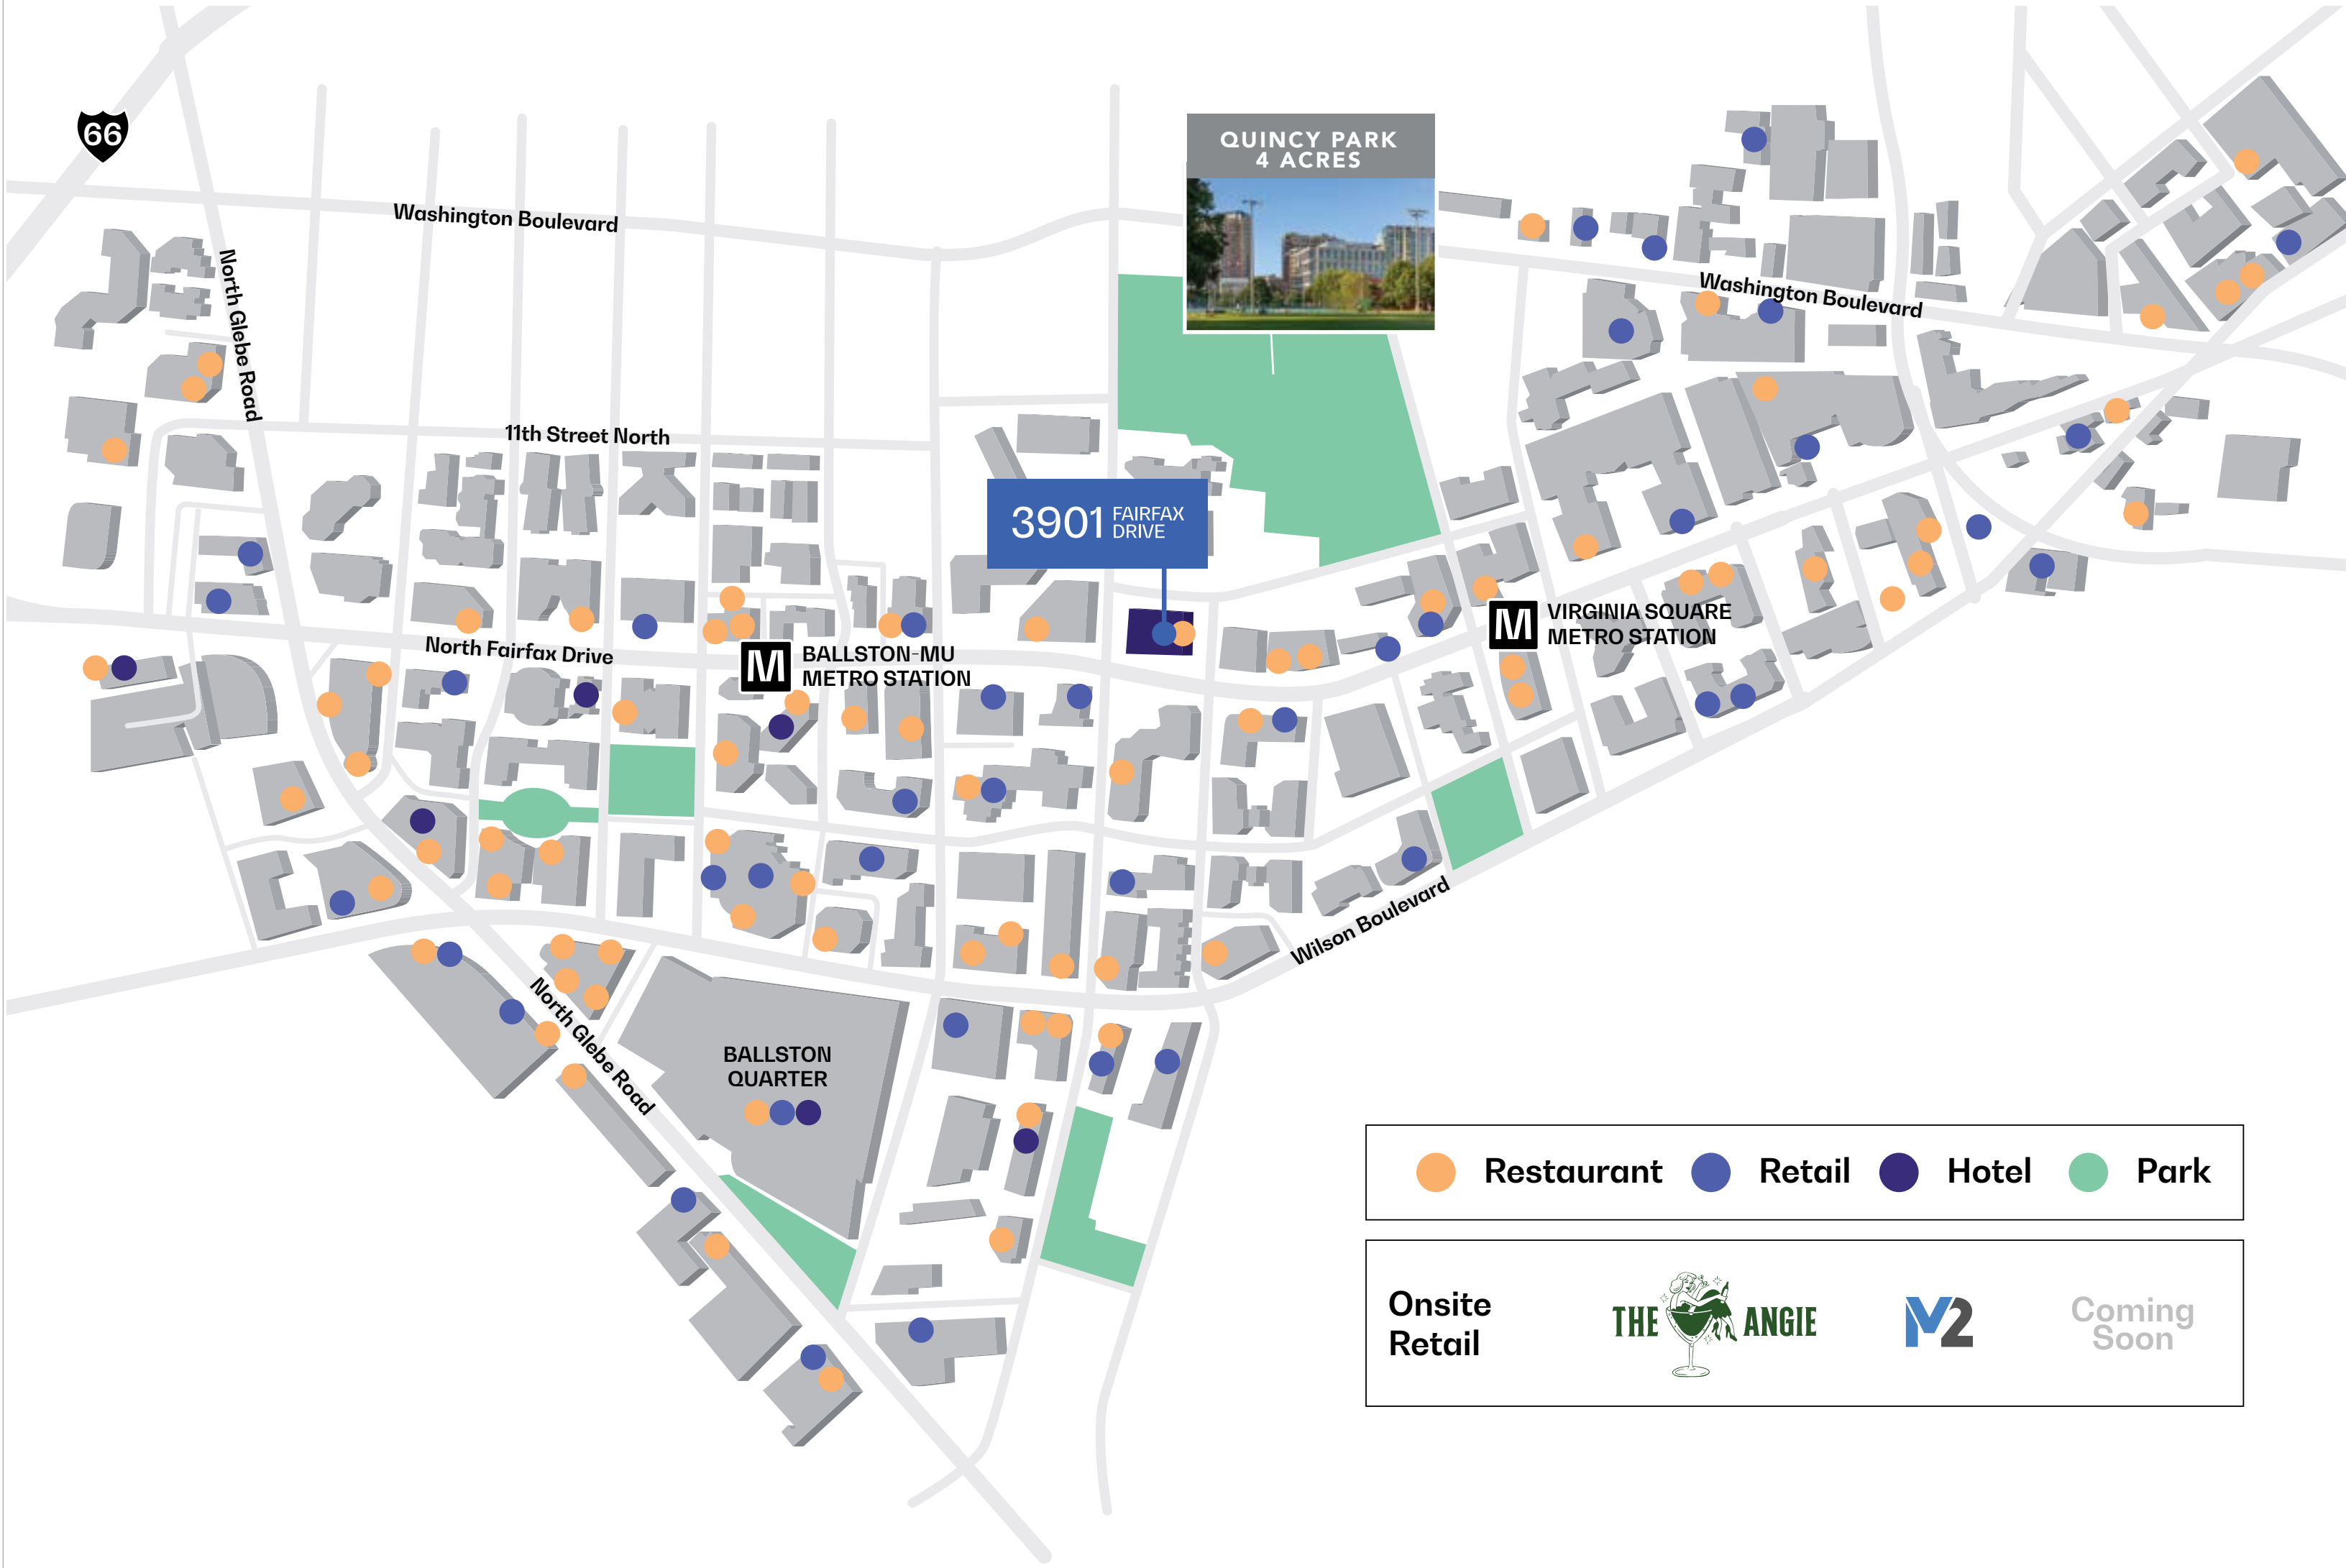 66
QUINCY PARK
4 ACRES
Washington Boulevard
North Glebe Road
Washington Boulevard
11th Street North
3901 FAIRFAX
DRIVE
VIRGINIA SQUARE
METRO STATION
M
North Fairfax Drive
M
BALLSTON-MU
METRO STATION
Wilson Boulevard
North Glebe Road
BALLSTON
QUARTER
Restaurant Retail Hotel Park
Onsite
Retail
THE ANGIE
M2
Coming
Soon